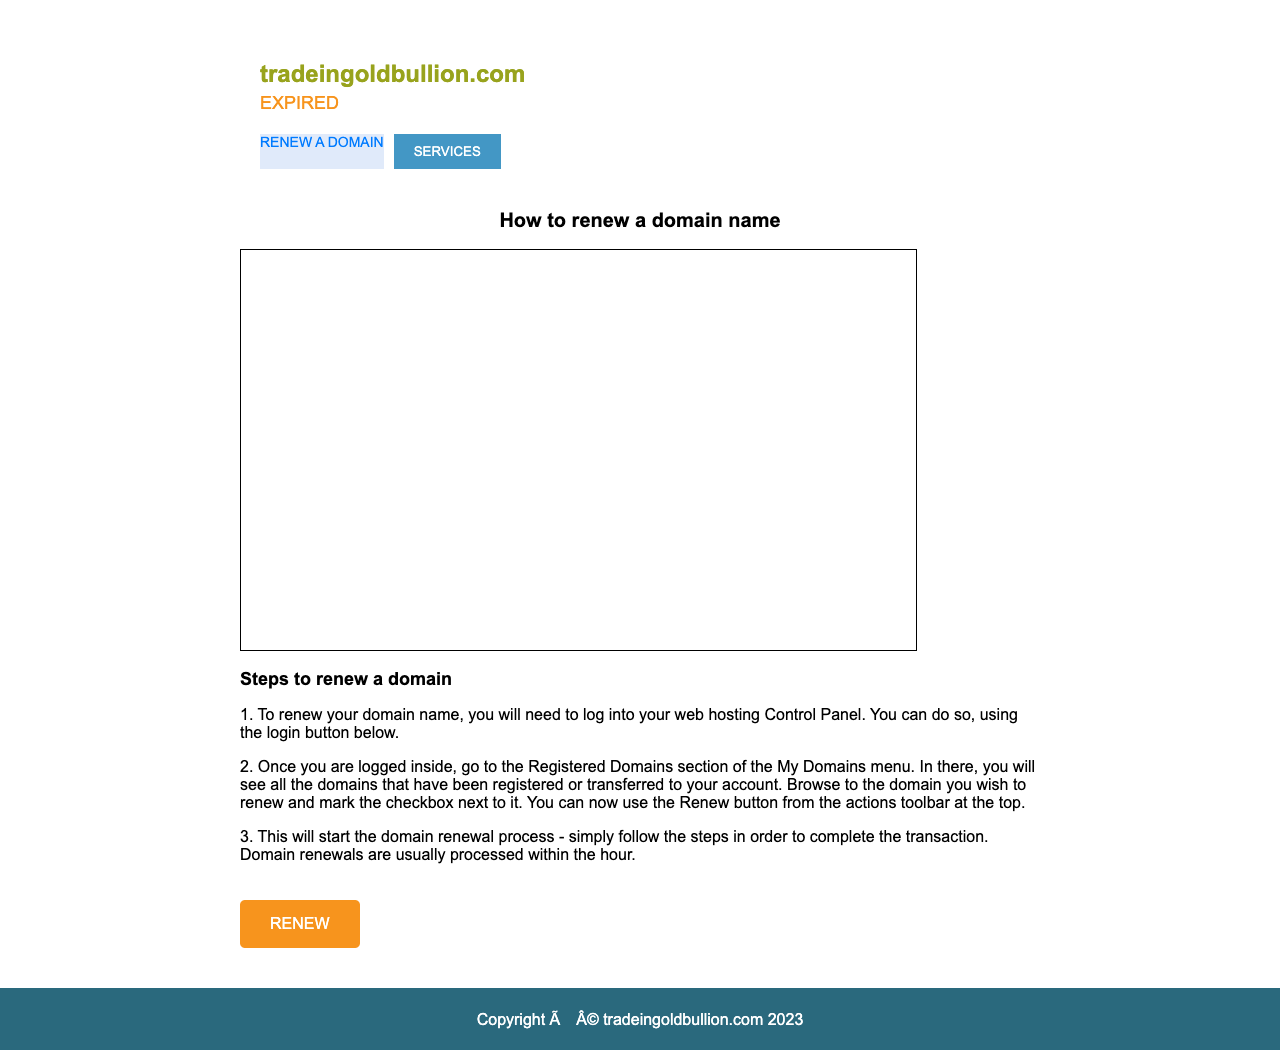 tradeingoldbullion.com
EXPIRED
RENEW A DOMAIN SERVICES
How to renew a domain name
Steps to renew a domain
1. To renew your domain name, you will need to log into your web hosting Control Panel. You can do so, using
the login button below.
2. Once you are logged inside, go to the Registered Domains section of the My Domains menu. In there, you will
see all the domains that have been registered or transferred to your account. Browse to the domain you wish to
renew and mark the checkbox next to it. You can now use the Renew button from the actions toolbar at the top.
3. This will start the domain renewal process - simply follow the steps in order to complete the transaction.
Domain renewals are usually processed within the hour.
RENEW
Copyright Ã Â© tradeingoldbullion.com 2023